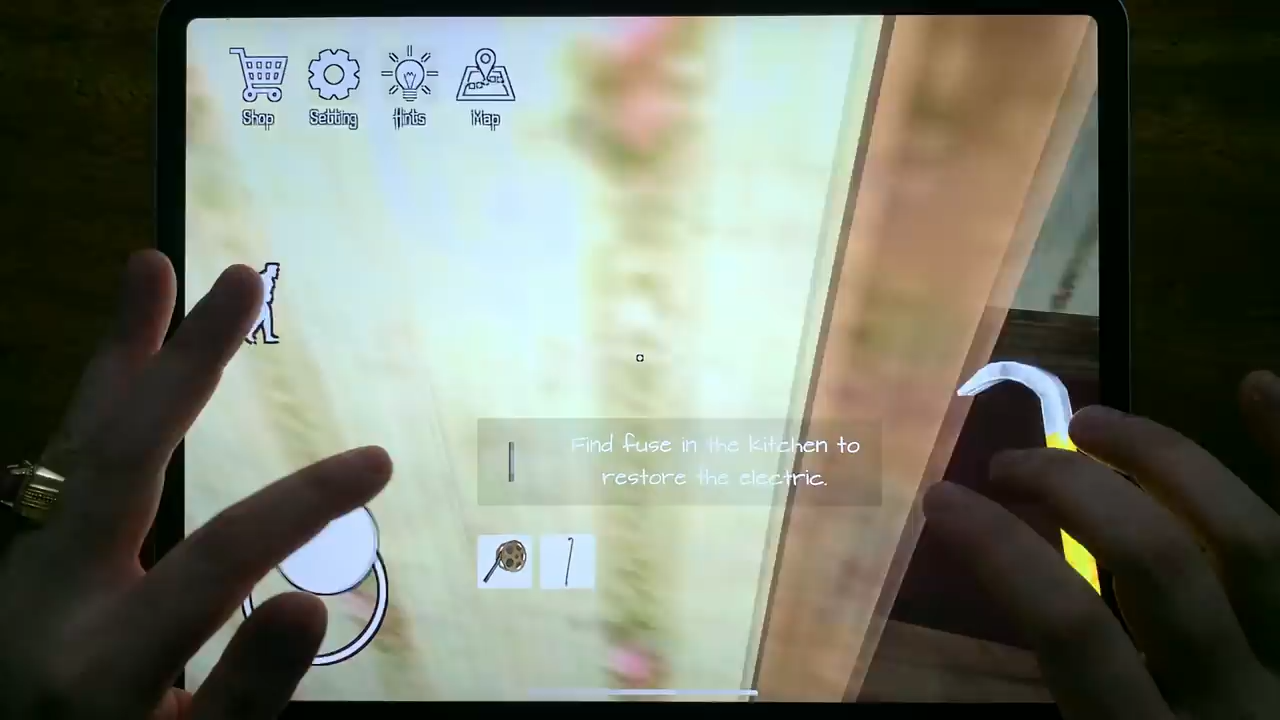 Shop
Setting
Hints
Map
Find fuse in the kitchen to
restore the electric.